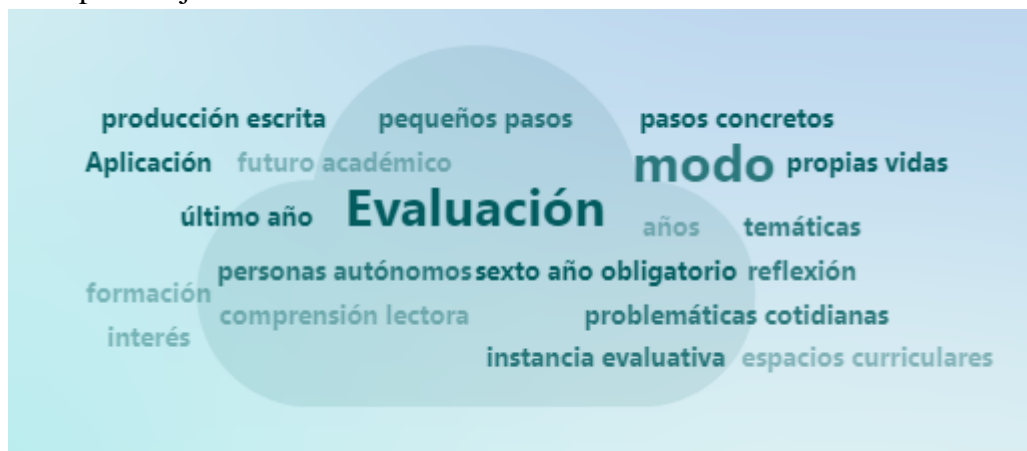 producción escrita pequeños pasos pasos concretos
Aplicación futuro académico modo propias vidas
último año Evaluación años temáticas
personas autónomos sexto año obligatorio reflexión
formación
comprensión lectora problemáticas cotidianas
interés
instancia evaluativa espacios curriculares